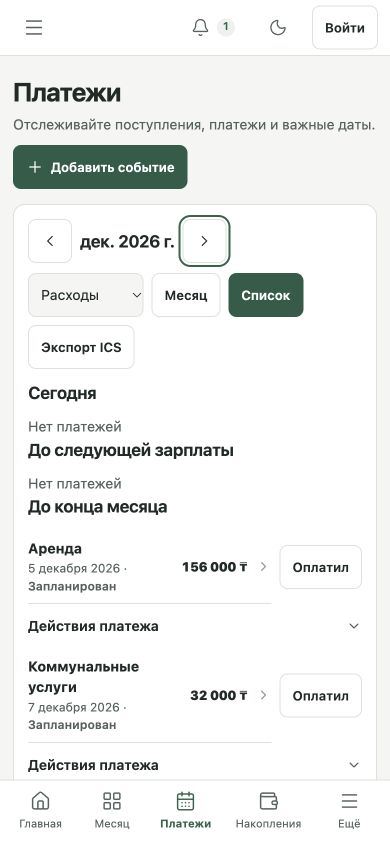 1
Войти
Платежи
Отслеживайте поступления, платежи и важные даты.
+ Добавить событие
дек. 2026 г.
Расходы
Месяц
Список
Экспорт ICS
Сегодня
Нет платежей
До следующей зарплаты
Нет платежей
До конца месяца
Аренда
5 декабря 2026 ·
Запланирован
156 000 ₸
Оплатил
Действия платежа
Коммунальные
услуги
7 декабря 2026 ·
Запланирован
32 000 ₸
Оплатил
Действия платежа
Главная
Месяц
Платежи
Накопления
Ещё